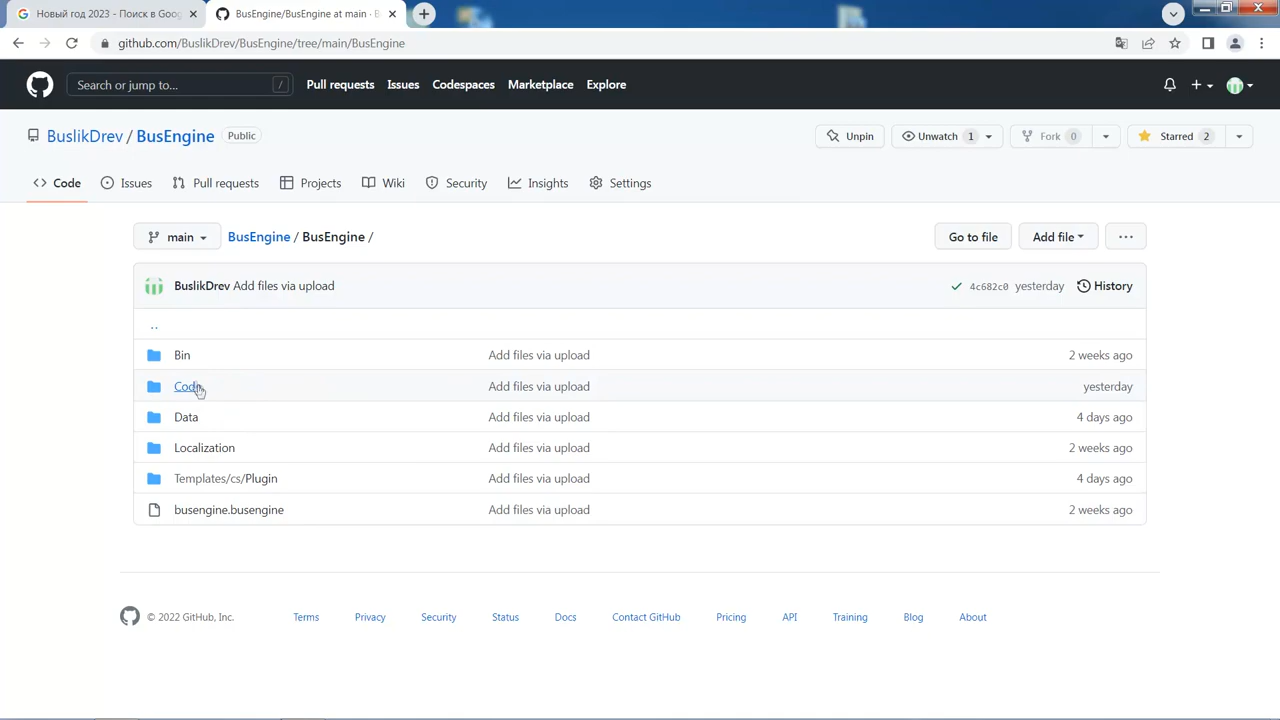 Новый год 2023 - Поиск в Goog
BusEngine/BusEngine at main · B
github.com/BuslikDrev/BusEngine/tree/main/BusEngine
Search or jump to... /
Pull requests Issues Codespaces Marketplace Explore
BuslikDrev / BusEngine Public
Unpin Unwatch 1 Fork 0 Starred 2
Code Issues Pull requests Projects Wiki Security Insights Settings
main BusEngine / BusEngine /
Go to file Add file ...
BuslikDrev Add files via upload 4c682c0 yesterday History
..
Bin Add files via upload 2 weeks ago
Code Add files via upload yesterday
Data Add files via upload 4 days ago
Localization Add files via upload 2 weeks ago
Templates/cs/Plugin Add files via upload 4 days ago
busengine.busengine Add files via upload 2 weeks ago
© 2022 GitHub, Inc. Terms Privacy Security Status Docs Contact GitHub Pricing API Training Blog About